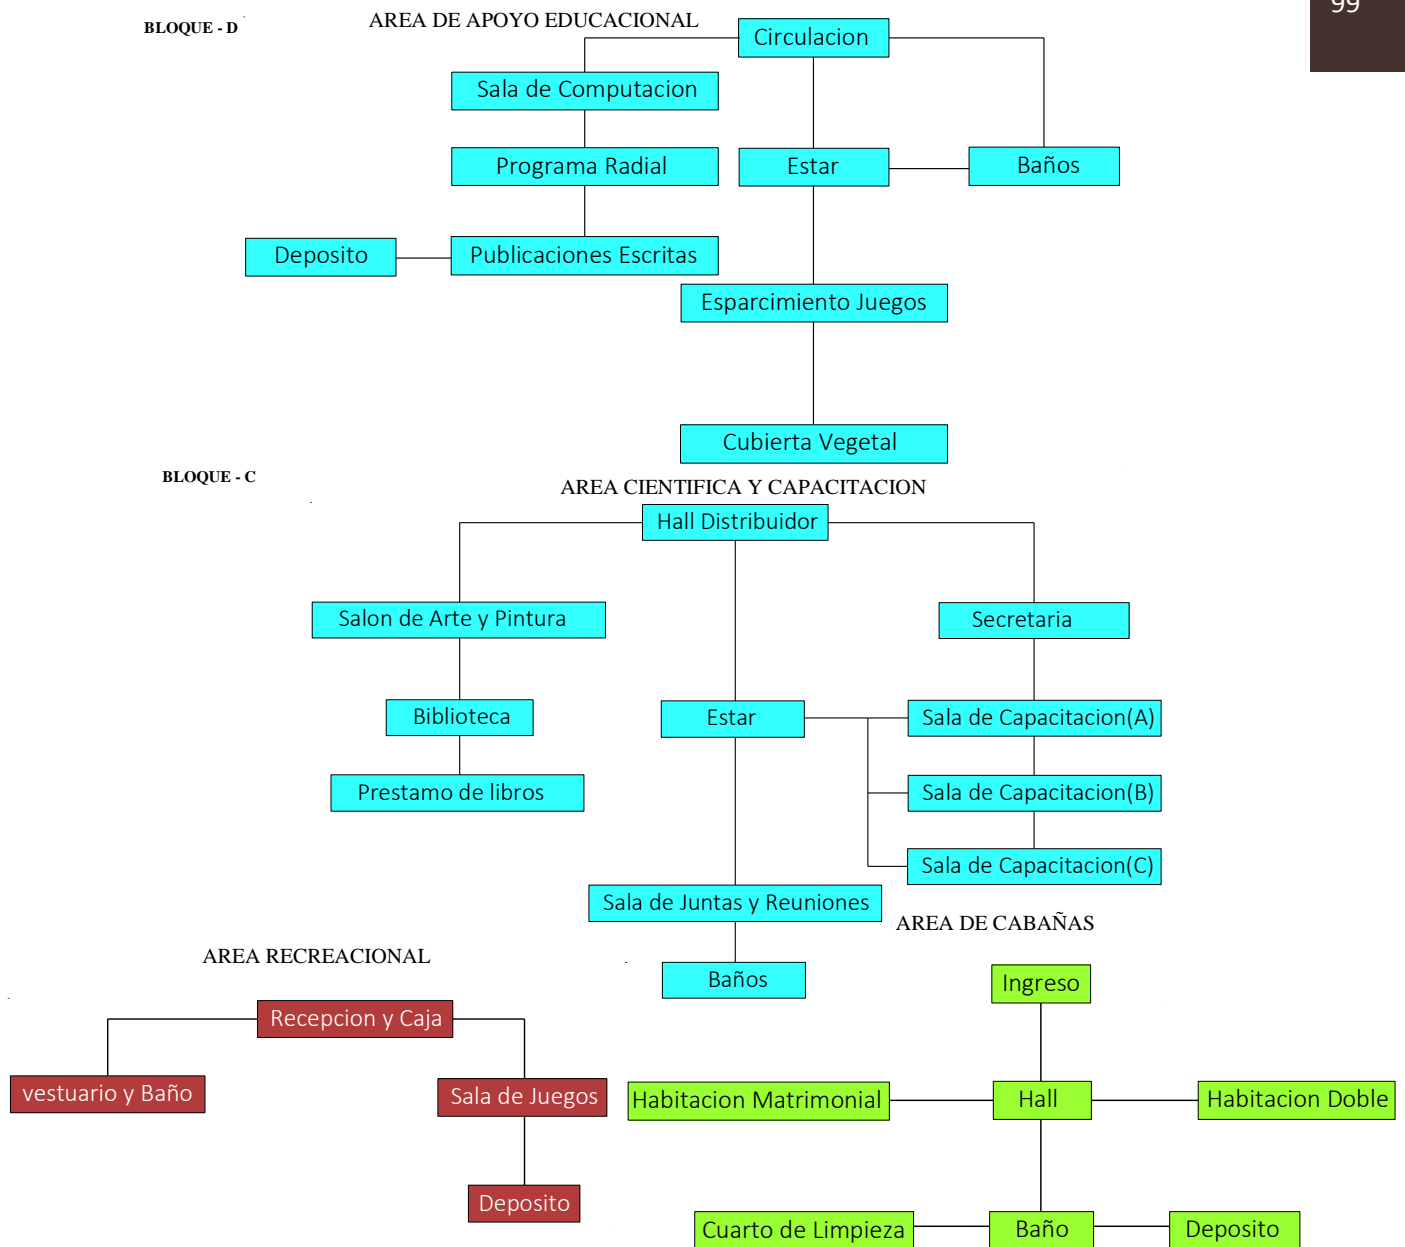 99
BLOQUE - D
AREA DE APOYO EDUCACIONAL
Circulacion
Sala de Computacion
Programa Radial
Estar
Baños
Deposito
Publicaciones Escritas
Esparcimiento Juegos
Cubierta Vegetal
BLOQUE - C
AREA CIENTIFICA Y CAPACITACION
Hall Distribuidor
Salon de Arte y Pintura
Secretaria
Biblioteca
Estar
Sala de Capacitacion(A)
Prestamo de libros
Sala de Capacitacion(B)
Sala de Capacitacion(C)
Sala de Juntas y Reuniones
Baños
AREA RECREACIONAL
Recepcion y Caja
vestuario y Baño
Sala de Juegos
Deposito
AREA DE CABAÑAS
Ingreso
Habitacion Matrimonial
Hall
Habitacion Doble
Cuarto de Limpieza
Baño
Deposito